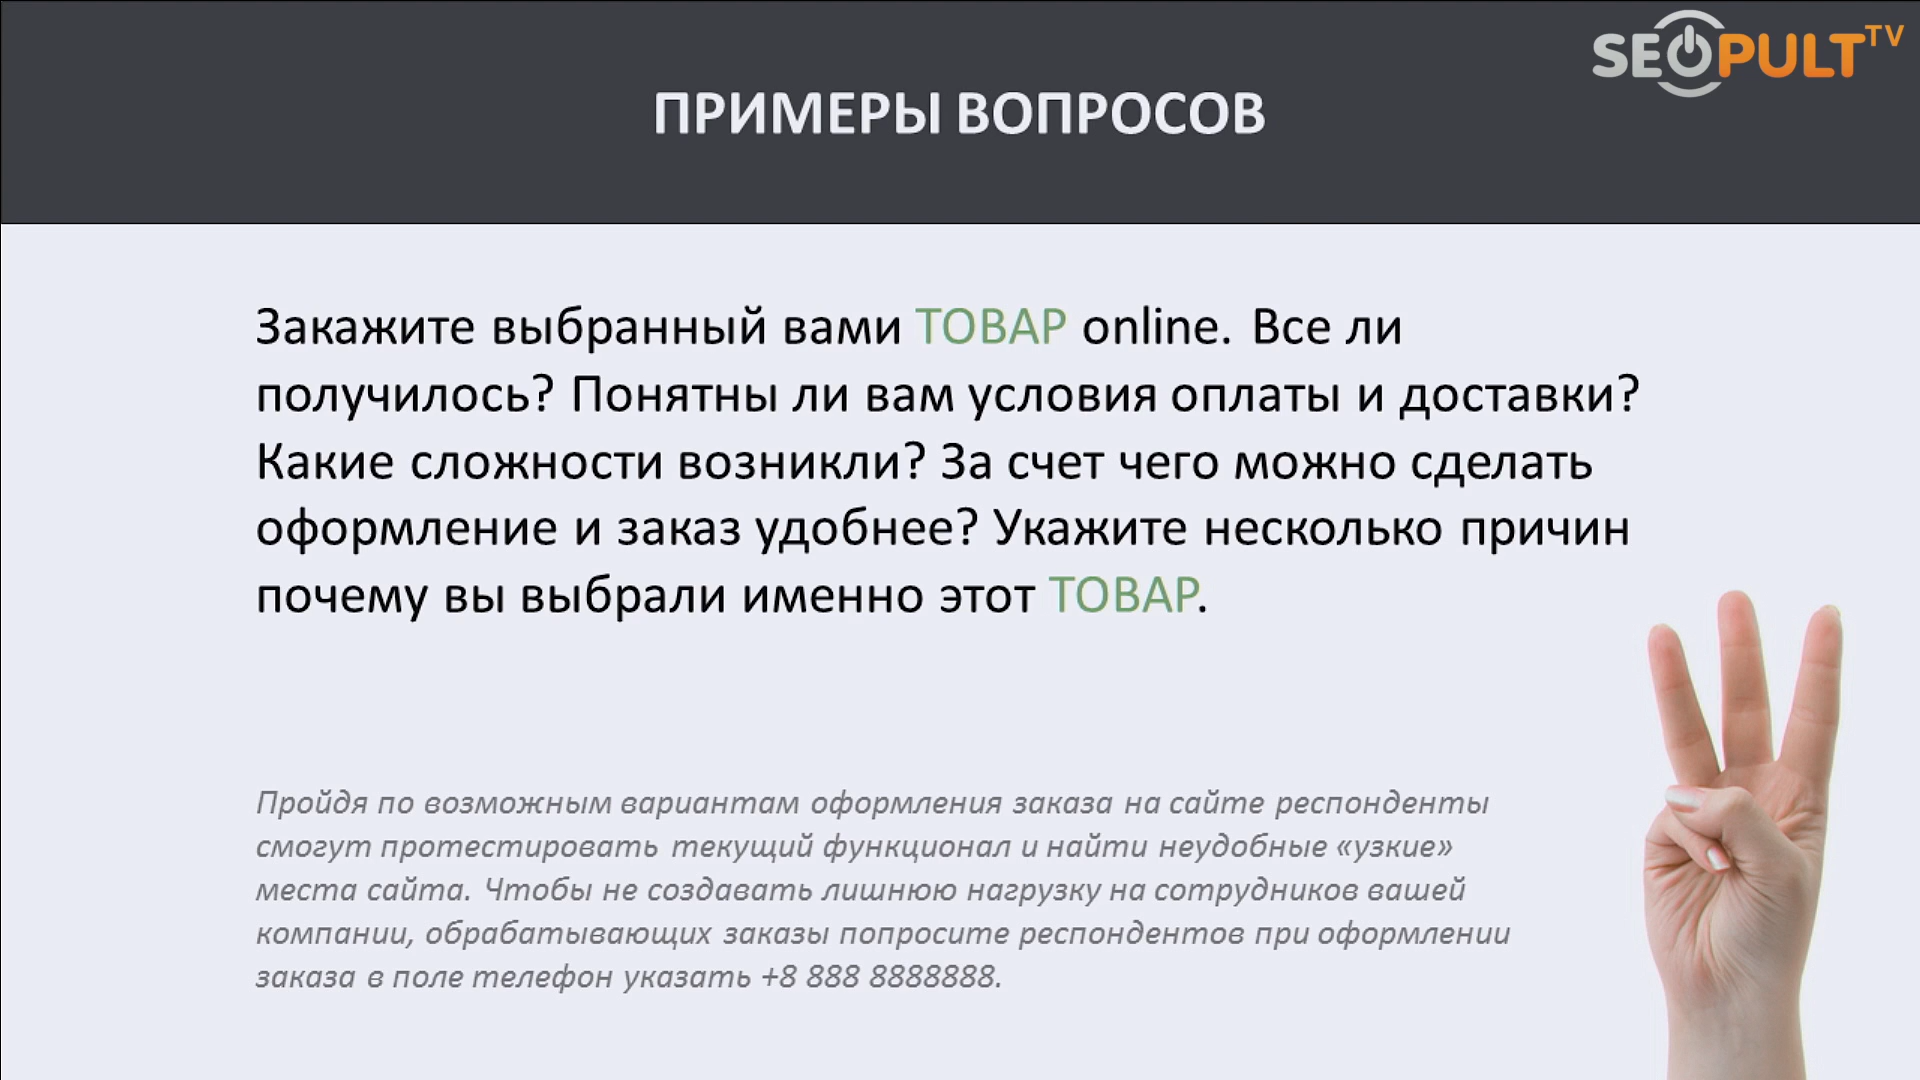 SEOPULT TV
ПРИМЕРЫ ВОПРОСОВ
Закажите выбранный вами ТОВАР online. Все ли
получилось? Понятны ли вам условия оплаты и доставки?
Какие сложности возникли? За счет чего можно сделать
оформление и заказ удобнее? Укажите несколько причин
почему вы выбрали именно этот ТОВАР.
Пройдя по возможным вариантам оформления заказа на сайте респонденты
смогут протестировать текущий функционал и найти неудобные «узкие»
места сайта. Чтобы не создавать лишнюю нагрузку на сотрудников вашей
компании, обрабатывающих заказы попросите респондентов при оформлении
заказа в поле телефон указать +8 888 8888888.